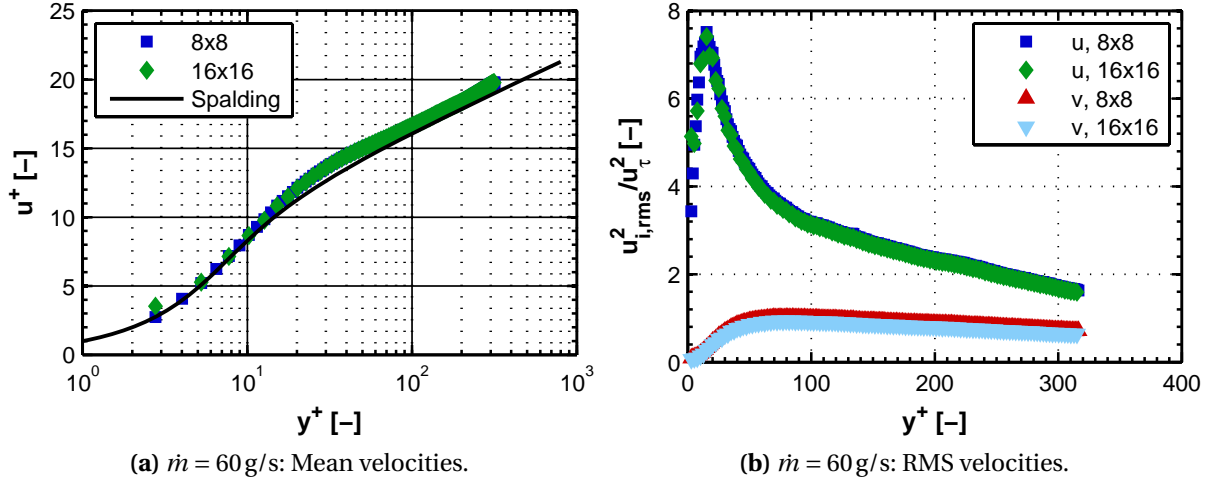 25
20
15
10
5
0
u⁺ [–]
8x8
16x16
Spalding
10⁰
10¹
10²
10³
y⁺ [–]
(a) ṁ = 60 g/s: Mean velocities.
8
6
4
2
0
u²ᵢ,rms/u²τ [–]
u, 8x8
u, 16x16
v, 8x8
v, 16x16
0
100
200
300
400
y⁺ [–]
(b) ṁ = 60 g/s: RMS velocities.